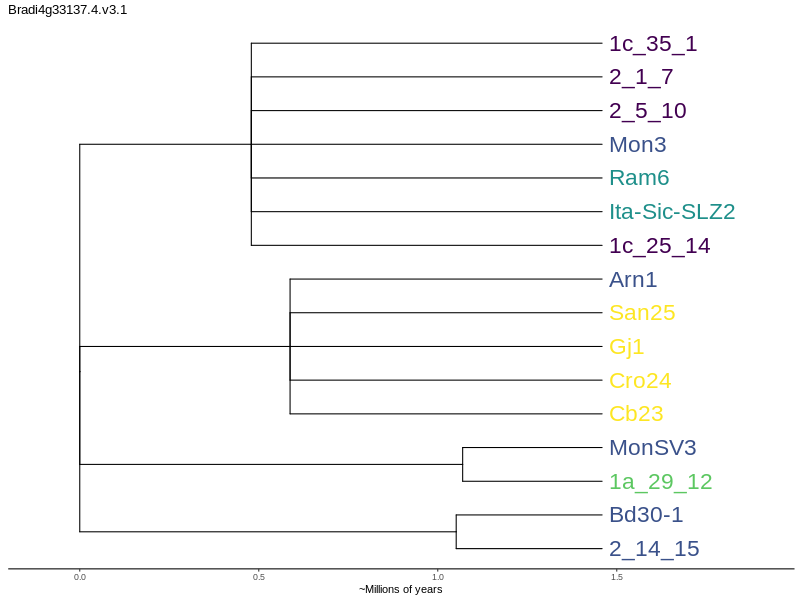 Bradi4g33137.4.v3.1
1c_35_1
2_1_7
2_5_10
Mon3
Ram6
Ita-Sic-SLZ2
1c_25_14
Arn1
San25
Gj1
Cro24
Cb23
MonSV3
1a_29_12
Bd30-1
2_14_15
0.0 0.5 1.0 1.5
~Millions of years